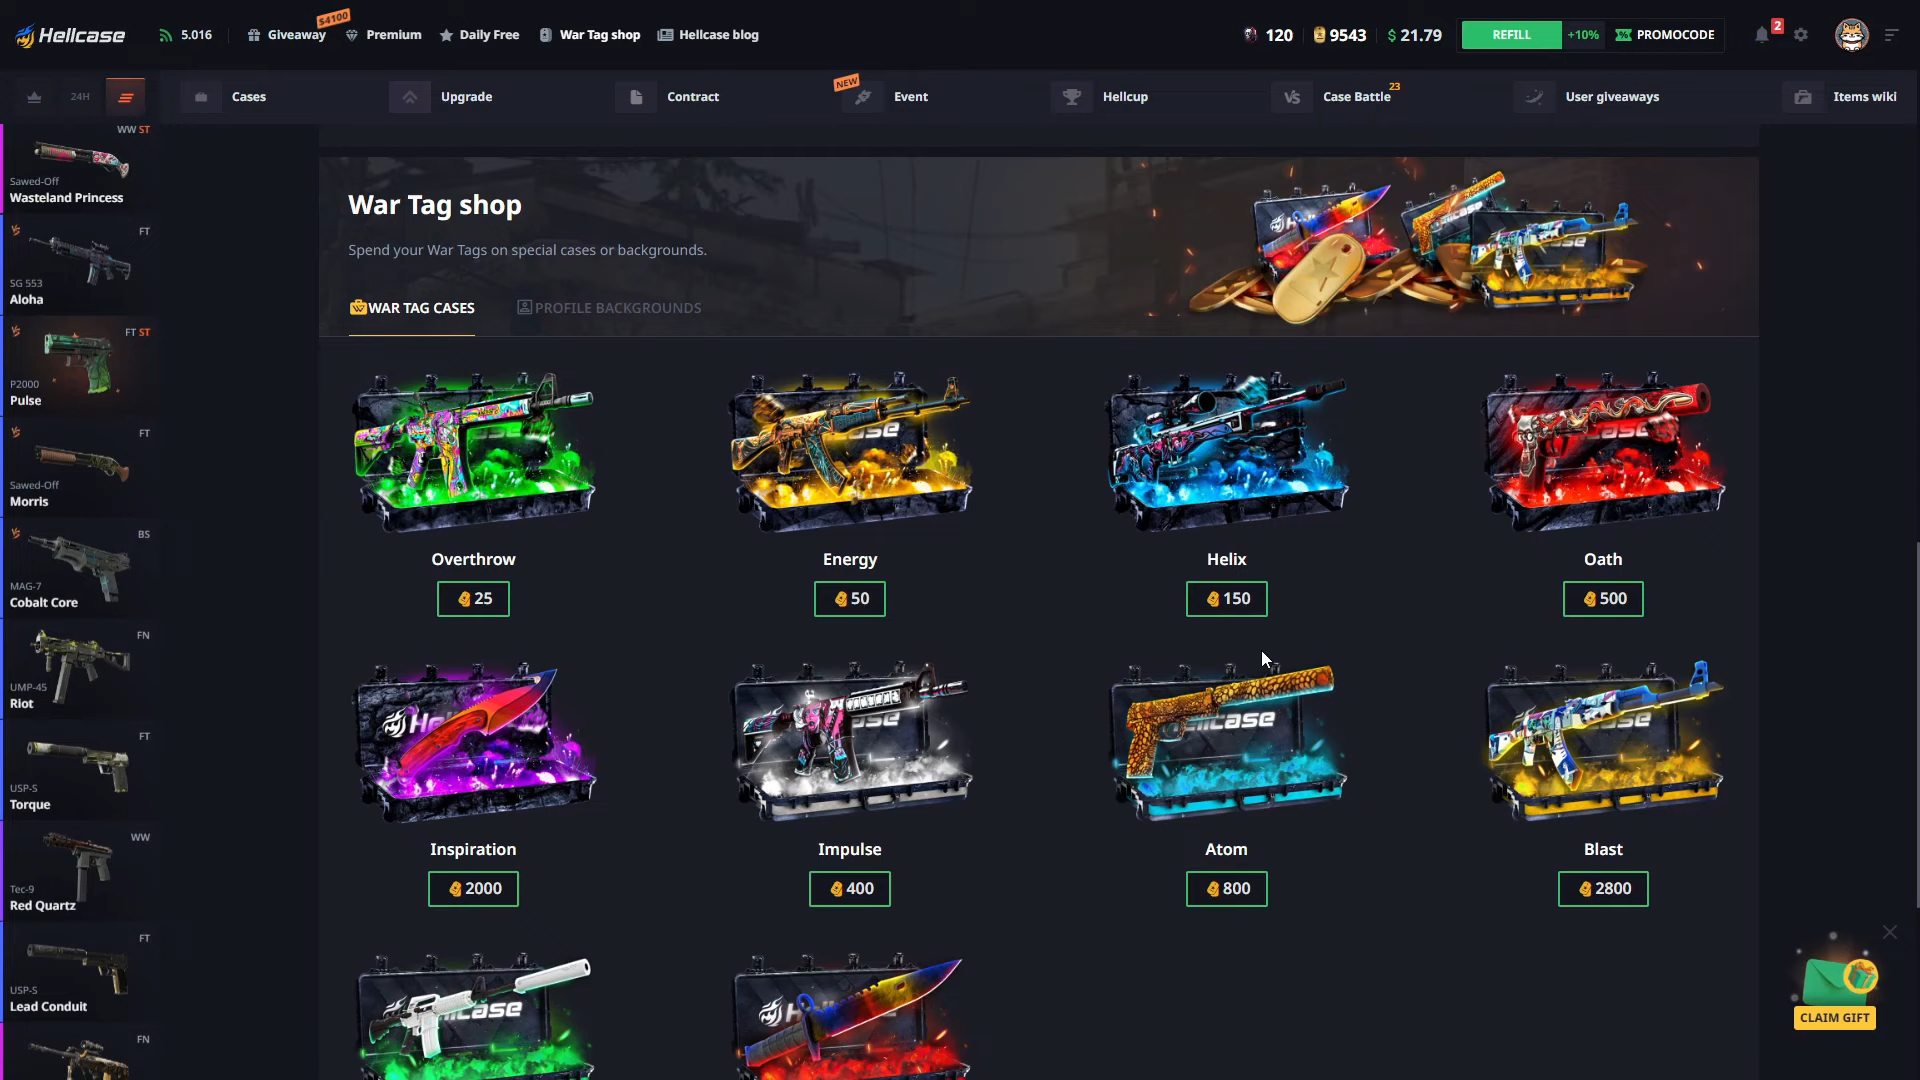 Hellcase
5.016
Giveaway
$4100
Premium
Daily Free
War Tag shop
Hellcase blog
120
9543
$ 21.79
REFILL
+10%
PROMOCODE
2
24H
Cases
Upgrade
Contract
NEW
Event
Hellcup
VS
Case Battle
23
User giveaways
Items wiki
WW ST
Sawed-Off
Wasteland Princess
FT
SG 553
Aloha
FT ST
P2000
Pulse
FT
Sawed-Off
Morris
BS
MAG-7
Cobalt Core
FN
UMP-45
Riot
FT
USP-S
Torque
WW
Tec-9
Red Quartz
FT
USP-S
Lead Conduit
FN
War Tag shop
Spend your War Tags on special cases or backgrounds.
WAR TAG CASES
PROFILE BACKGROUNDS
Overthrow
25
Energy
50
Helix
150
Oath
500
Inspiration
2000
Impulse
400
Atom
800
Blast
2800
CLAIM GIFT